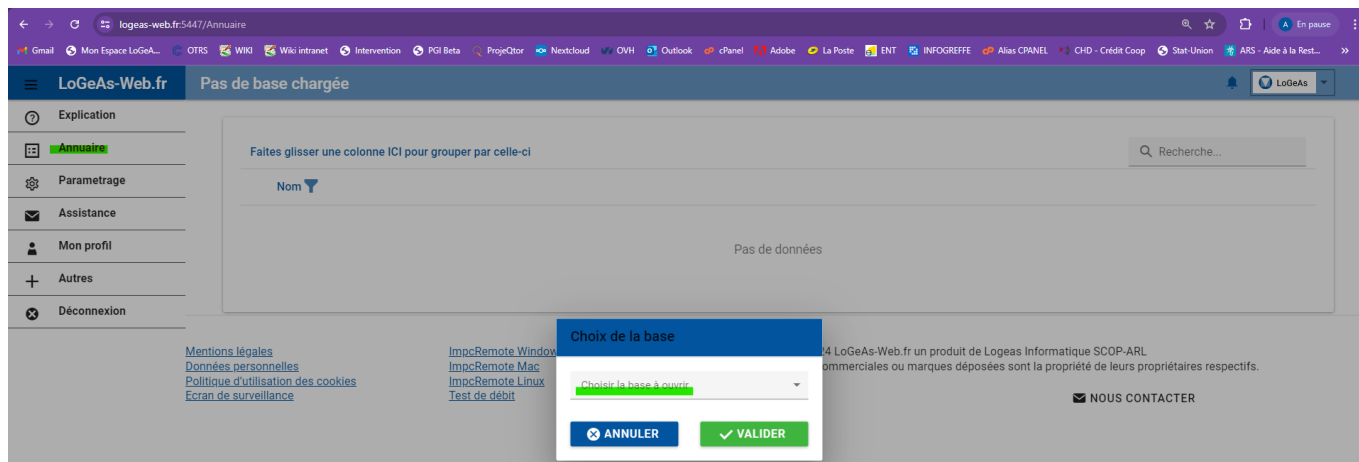 logeas-web.fr:5447/Annuaire
En pause
Gmail Mon Espace LoGeA... OTRS WIKI Wiki intranet Intervention PGI Beta ProjeQtor Nextcloud OVH Outlook cPanel Adobe La Poste ENT INFOGREFFE Alias CPANEL CHD - Crédit Coop Stat-Union ARS - Aide à la Rest... »
LoGeAs-Web.fr
Pas de base chargée
LoGeAs
Explication
Annuaire
Parametrage
Assistance
Mon profil
Autres
Déconnexion
Faites glisser une colonne ICI pour grouper par celle-ci
Recherche...
Nom
Pas de données
Choix de la base
Choisir la base à ouvrir
ANNULER
VALIDER
Mentions légales
Données personnelles
Politique d'utilisation des cookies
Ecran de surveillance
ImpcRemote Window
ImpcRemote Mac
ImpcRemote Linux
Test de débit
24 LoGeAs-Web.fr un produit de Logeas Informatique SCOP-ARL
ommerciales ou marques déposées sont la propriété de leurs propriétaires respectifs.
NOUS CONTACTER